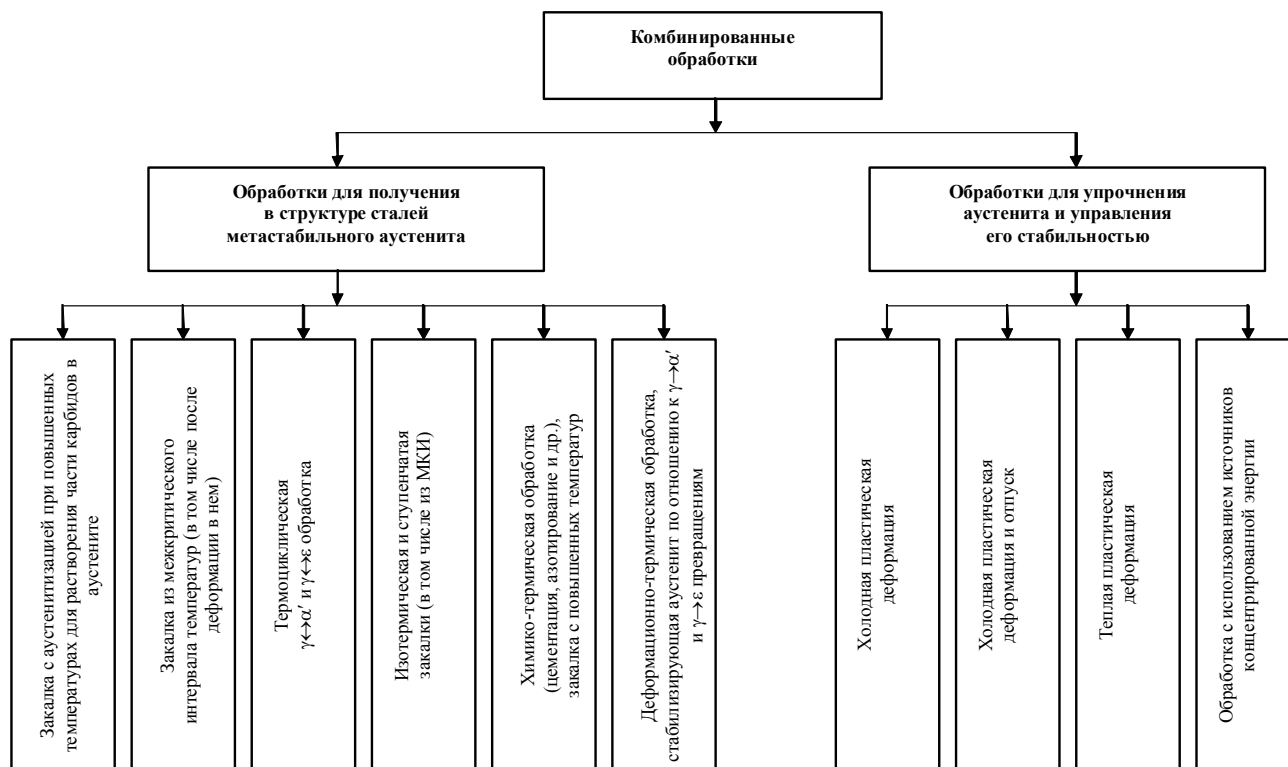 Комбинированные
обработки
Обработки для получения
в структуре сталей
метастабильного аустенита
Обработки для упрочнения
аустенита и управления
его стабильностью
Закалка с аустенитизацией при повышенных
температурах для растворения части карбидов в
аустените
Закалка из межкритического
интервала температур (в том числе после
деформации в нем)
Термоциклическая
γ↔α′ и γ↔ε обработка
Изотермическая и ступенчатая
закалки (в том числе из МКИ)
Химико-термическая обработка
(цементация, азотирование и др.),
закалка с повышенных температур
Деформационно-термическая обработка,
стабилизирующая аустенит по отношению к γ→α′
и γ→ε превращениям
Холодная пластическая
деформация
Холодная пластическая
деформация и отпуск
Теплая пластическая
деформация
Обработка с использованием источников
концентрированной энергии